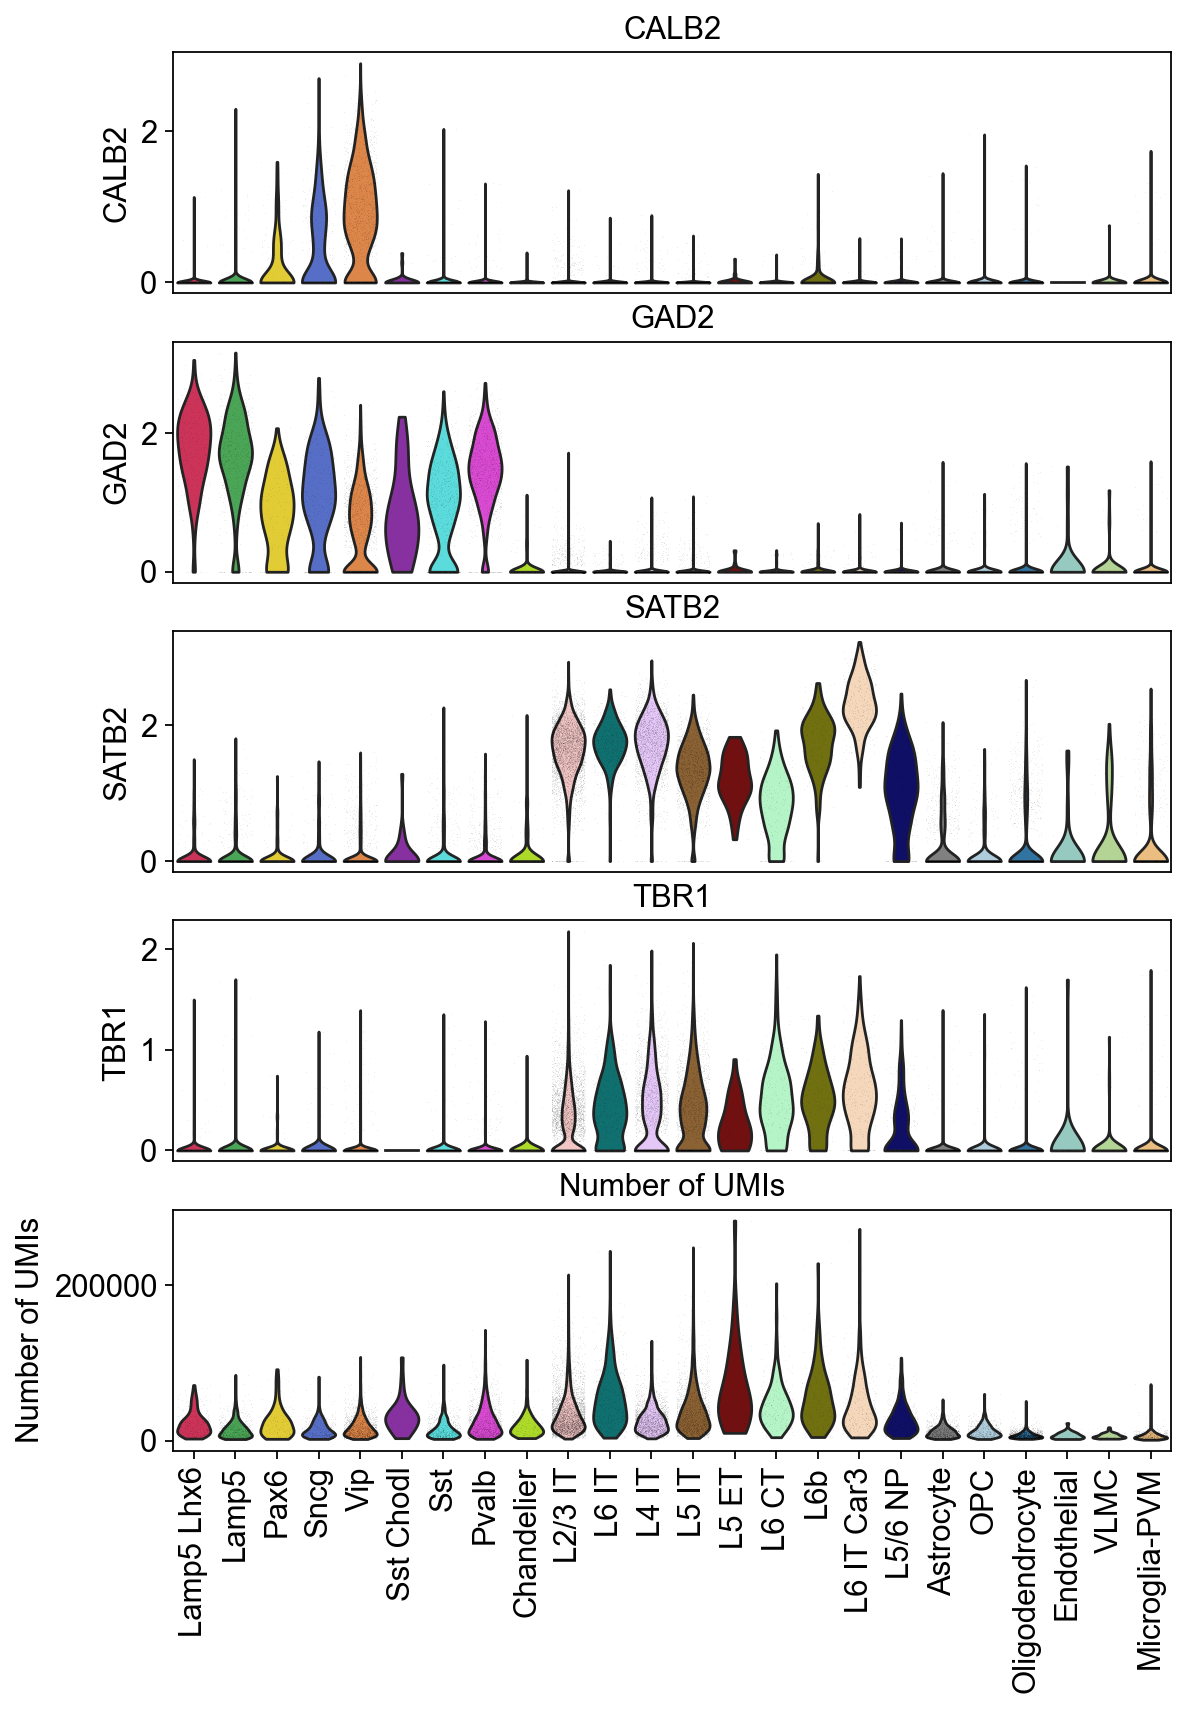 CALB2
CALB2
2
0
GAD2
GAD2
2
0
SATB2
SATB2
2
0
TBR1
TBR1
2
1
0
Number of UMIs
Number of UMIs
200000
0
Lamp5 Lhx6
Lamp5
Pax6
Sncg
Vip
Sst Chodl
Sst
Pvalb
Chandelier
L2/3 IT
L6 IT
L4 IT
L5 IT
L5 ET
L6 CT
L6b
L6 IT Car3
L5/6 NP
Astrocyte
OPC
Oligodendrocyte
Endothelial
VLMC
Microglia-PVM